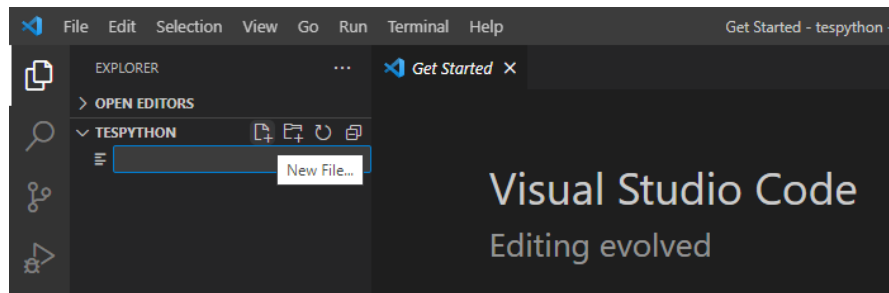 File Edit Selection View Go Run Terminal Help Get Started - tespython -
EXPLORER ... Get Started
OPEN EDITORS
TESPYTHON
New File...
Visual Studio Code
Editing evolved